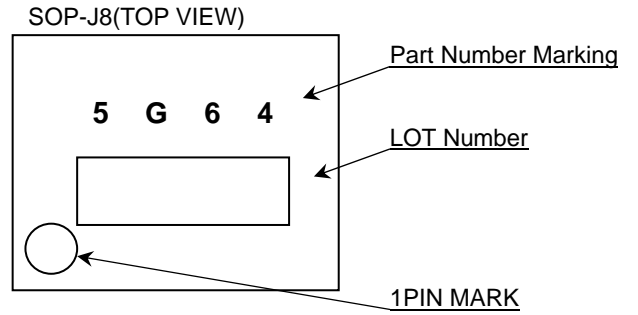 SOP-J8(TOP VIEW)
Part Number Marking
5 G 6 4
LOT Number
1PIN MARK